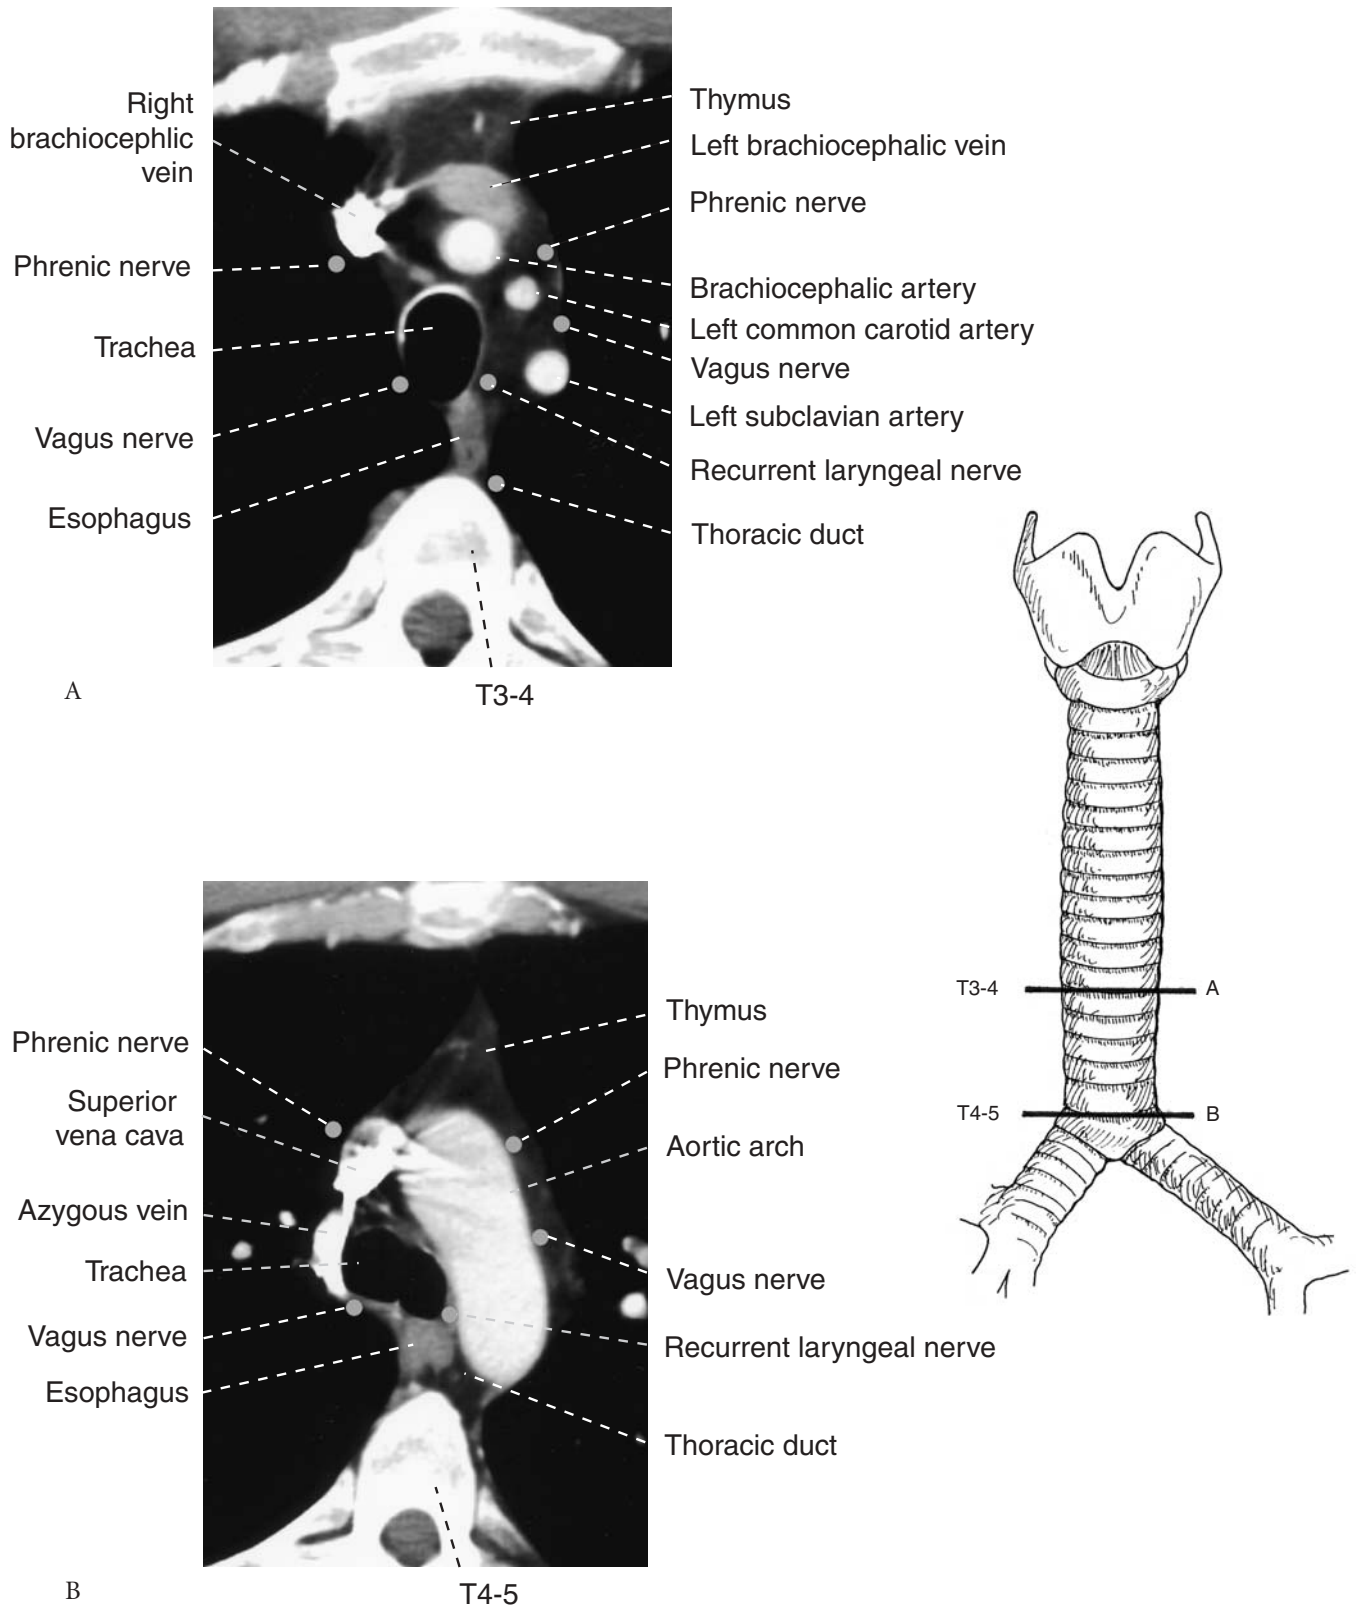 Right
brachiocephlic
vein
Phrenic nerve
Trachea
Vagus nerve
Esophagus
Thymus
Left brachiocephalic vein
Phrenic nerve
Brachiocephalic artery
Left common carotid artery
Vagus nerve
Left subclavian artery
Recurrent laryngeal nerve
Thoracic duct
T3-4
A
Phrenic nerve
Superior
vena cava
Azygous vein
Trachea
Vagus nerve
Esophagus
Thymus
Phrenic nerve
Aortic arch
Vagus nerve
Recurrent laryngeal nerve
Thoracic duct
T4-5
B
T3-4
A
T4-5
B